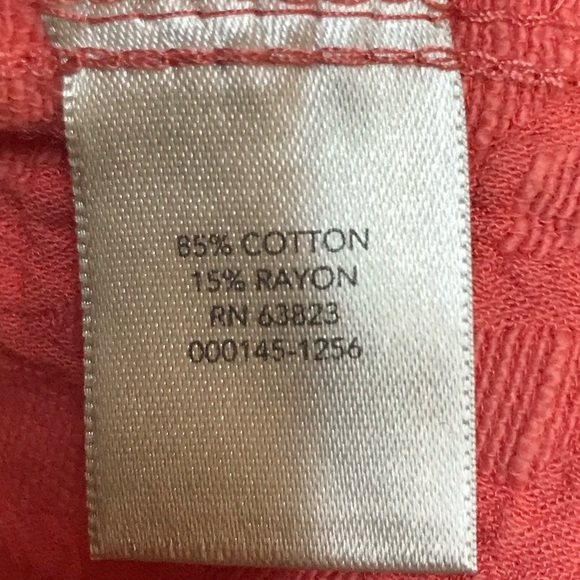 85% COTTON
15% RAYON
RN 63823
000145-1256